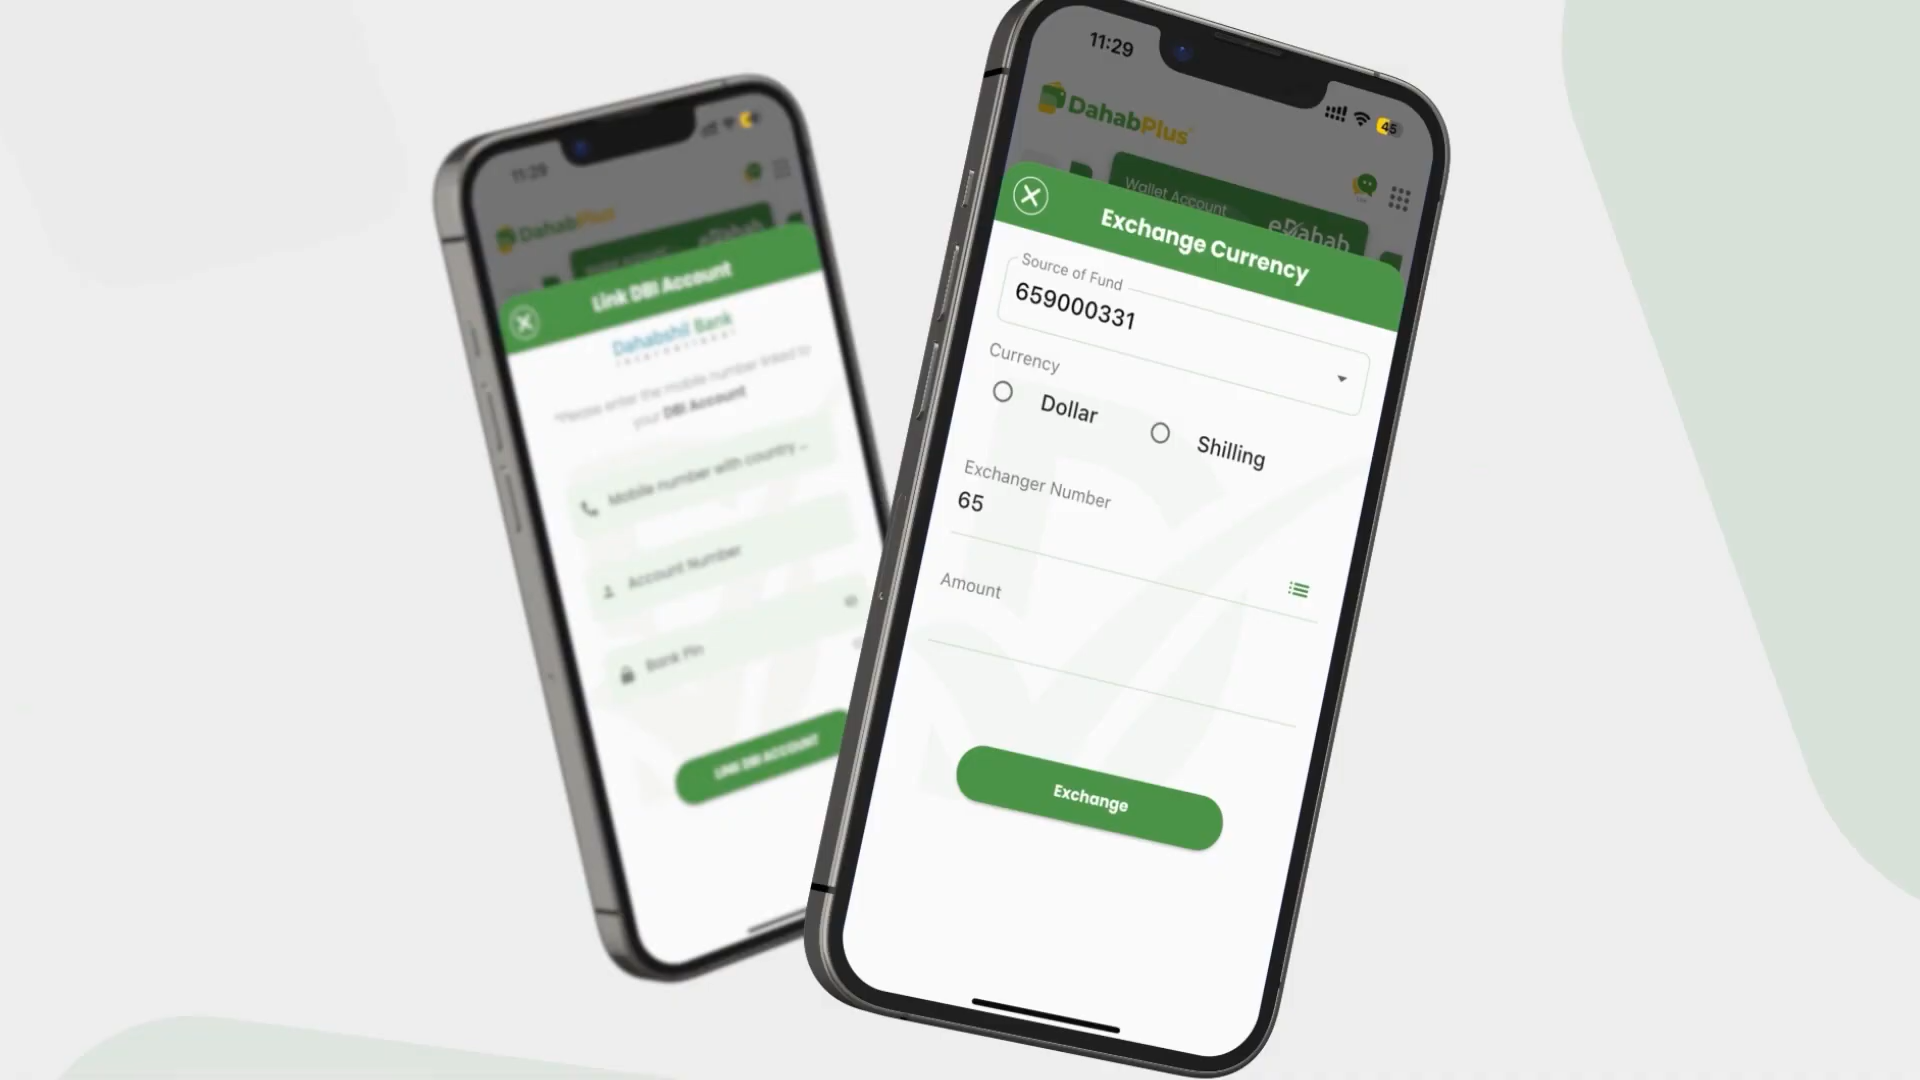 11:29
DahabPlus
Link DBI Account
Dahabshil Bank
International
*Please enter the mobile number linked to
your DBI Account
Mobile number with country ...
Account Number
Bank Pin
LINK DBI ACCOUNT
11:29
45
DahabPlus
Wallet Account
eDahab
Exchange Currency
Source of Fund
659000331
Currency
Dollar
Shilling
Exchanger Number
65
Amount
Exchange